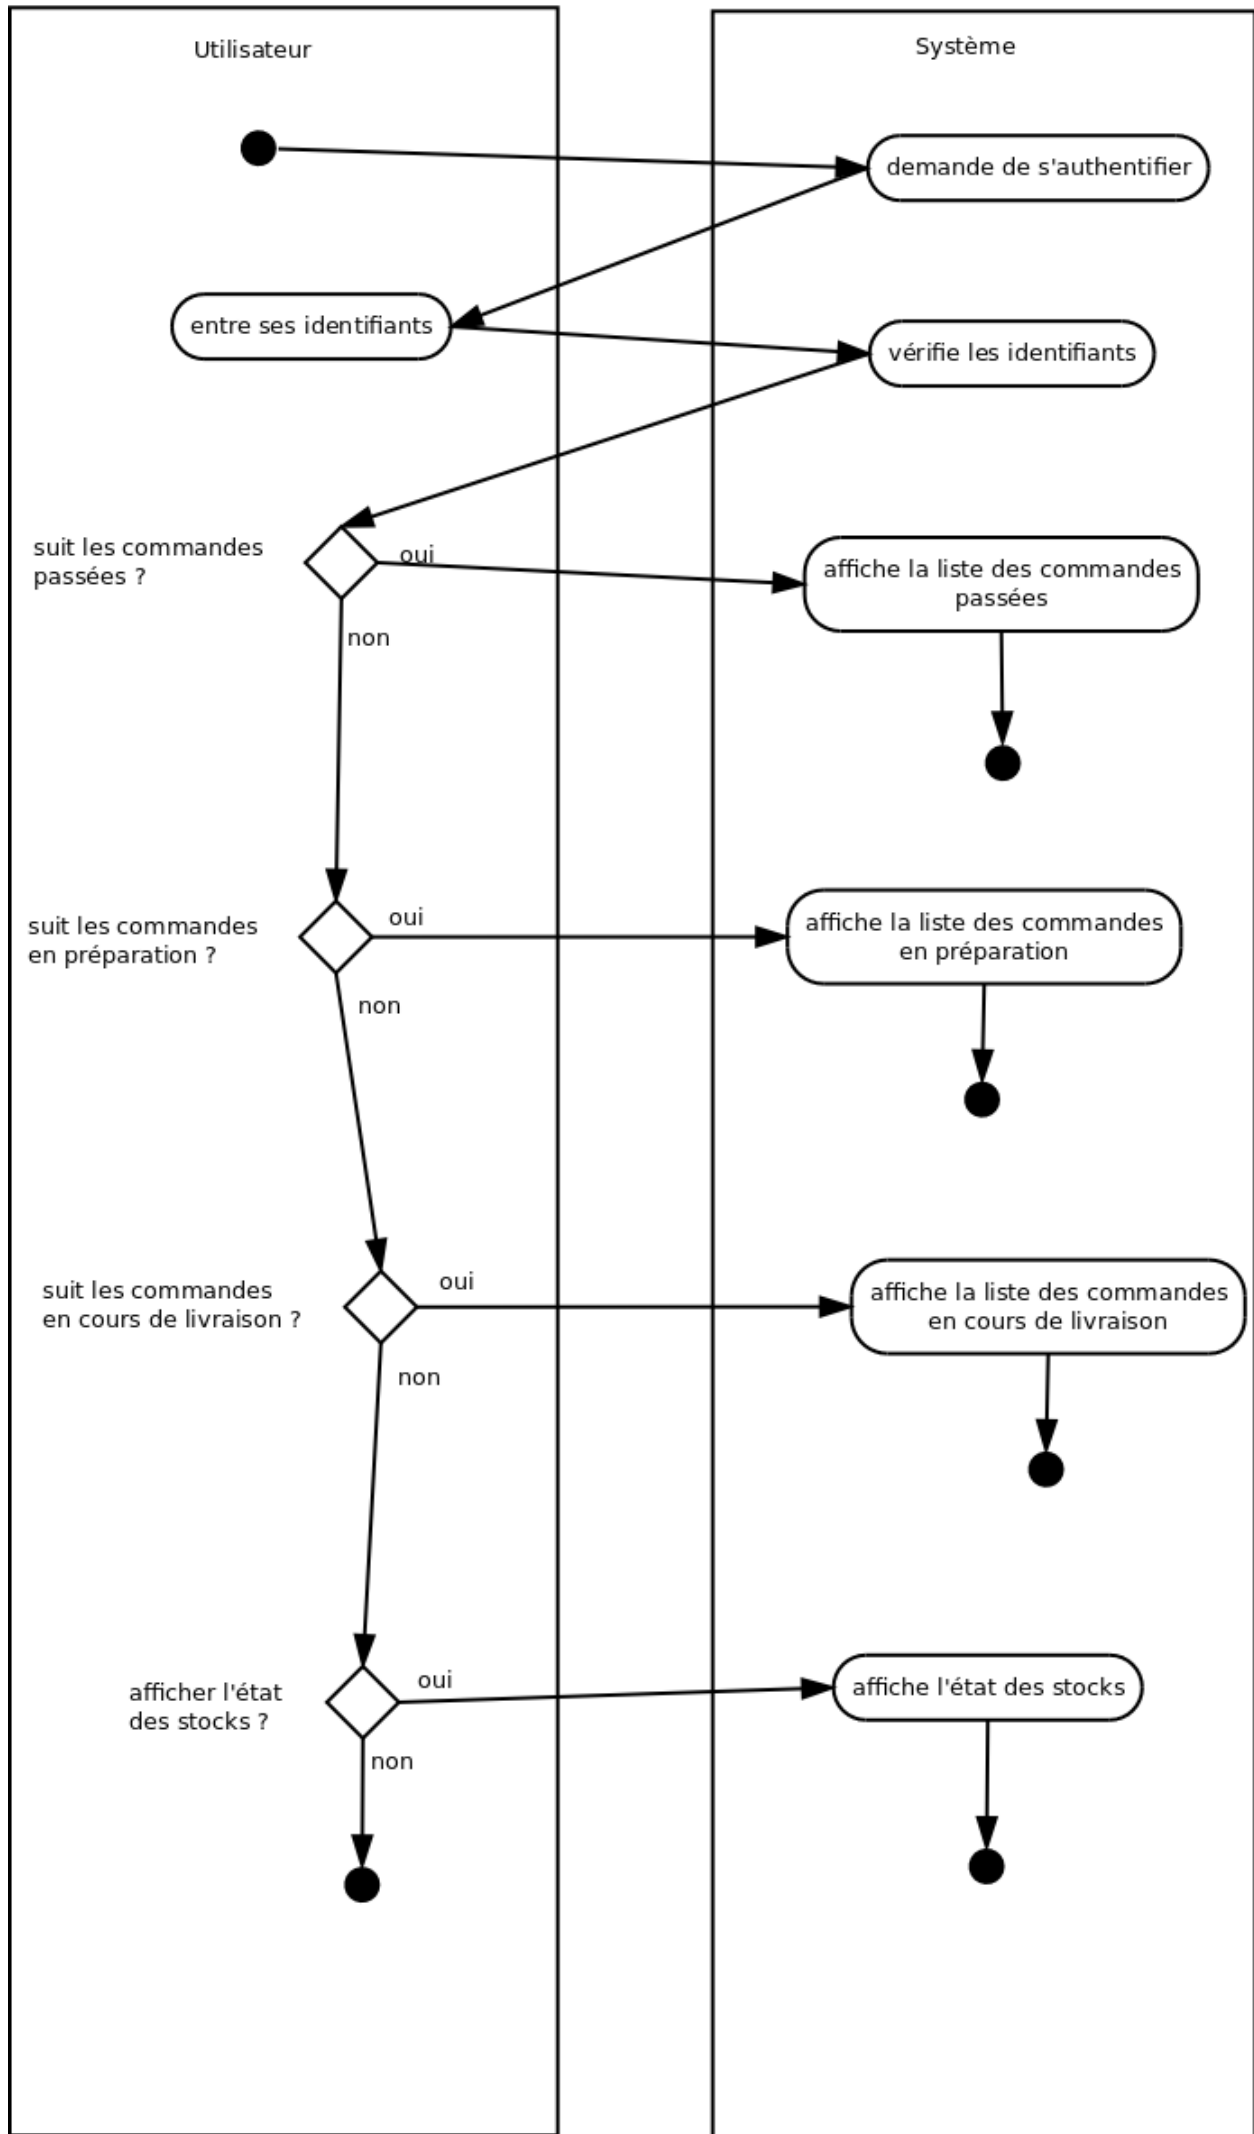 Utilisateur
Système
demande de s'authentifier
entre ses identifiants
vérifie les identifiants
suit les commandes
passées ?
oui
non
affiche la liste des commandes
passées
suit les commandes
en préparation ?
oui
non
affiche la liste des commandes
en préparation
suit les commandes
en cours de livraison ?
oui
non
affiche la liste des commandes
en cours de livraison
afficher l'état
des stocks ?
oui
non
affiche l'état des stocks